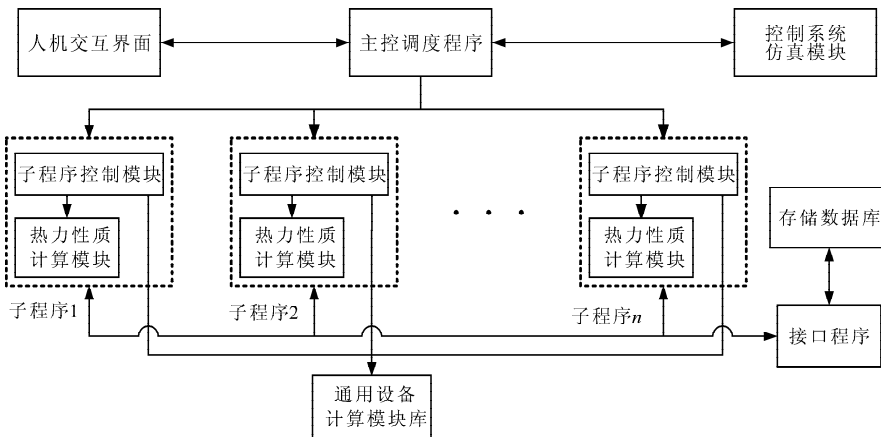 人机交互界面
主控调度程序
控制系统
仿真模块
子程序控制模块
子程序控制模块
子程序控制模块
热力性质
计算模块
热力性质
计算模块
热力性质
计算模块
存储数据库
子程序1
子程序2
子程序n
接口程序
通用设备
计算模块库